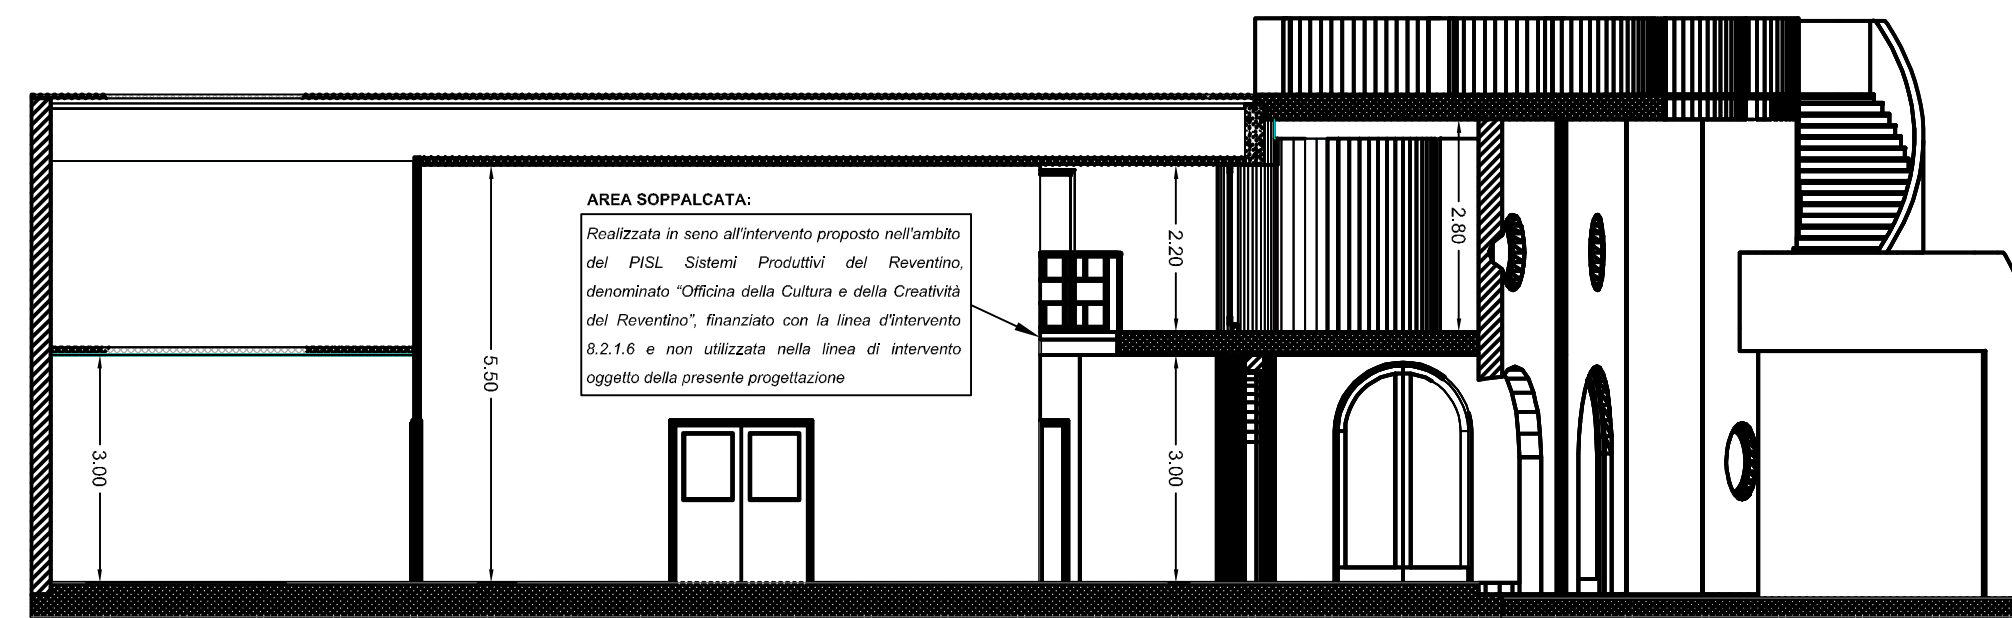 AREA SOPPALCATA:
Realizzata in seno all'intervento proposto nell'ambito
del PISL Sistemi Produttivi del Reventino,
denominato “Officina della Cultura e della Creatività
del Reventino”, finanziato con la linea d'intervento
8.2.1.6 e non utilizzata nella linea di intervento
oggetto della presente progettazione
3.00
5.50
2.20
3.00
2.80